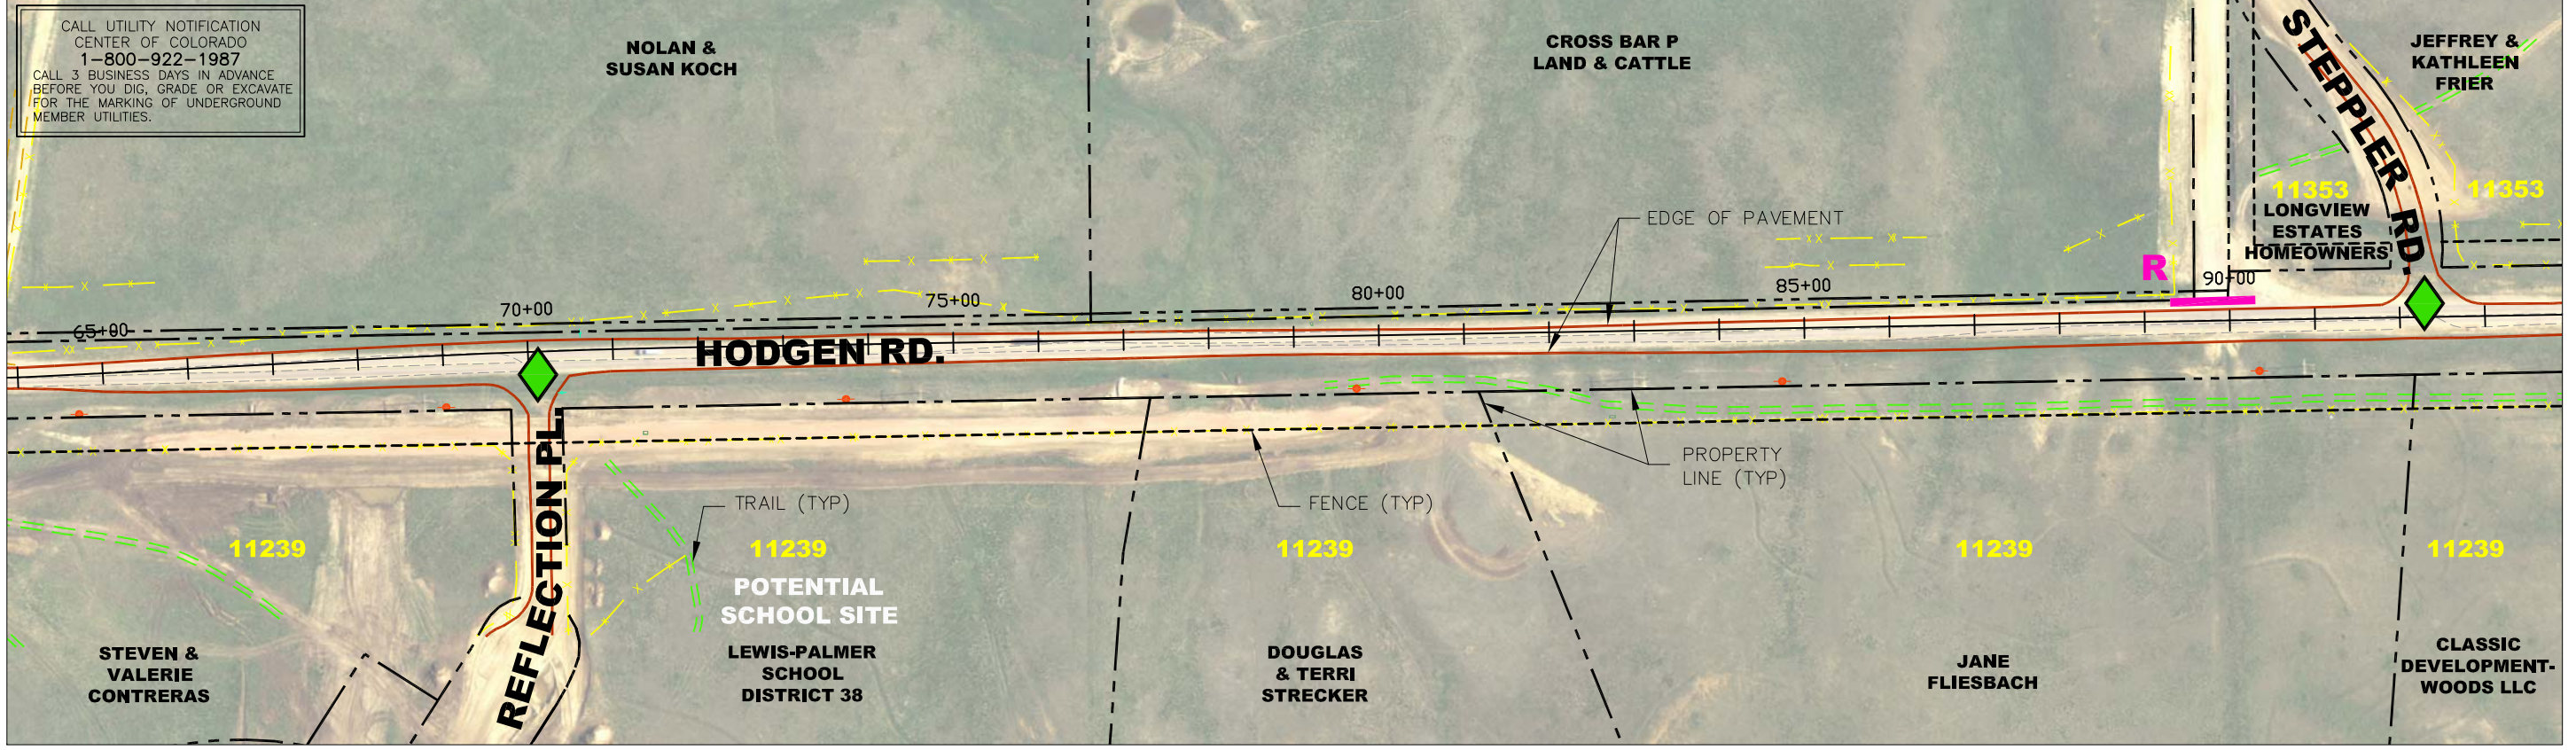 CALL UTILITY NOTIFICATION
CENTER OF COLORADO
1-800-922-1987
CALL 3 BUSINESS DAYS IN ADVANCE
BEFORE YOU DIG, GRADE OR EXCAVATE
FOR THE MARKING OF UNDERGROUND
MEMBER UTILITIES.
NOLAN &
SUSAN KOCH
CROSS BAR P
LAND & CATTLE
STEPPLER RD.
JEFFREY &
KATHLEEN
FRIER
11353
11353
LONGVIEW
ESTATES
HOMEOWNERS
EDGE OF PAVEMENT
R
65+00
70+00
75+00
80+00
85+00
90+00
HODGEN RD.
REFLECTION PL.
PROPERTY
LINE (TYP)
TRAIL (TYP)
FENCE (TYP)
11239
11239
11239
11239
11239
POTENTIAL
SCHOOL SITE
STEVEN &
VALERIE
CONTRERAS
LEWIS-PALMER
SCHOOL
DISTRICT 38
DOUGLAS
& TERRI
STRECKER
JANE
FLIESBACH
CLASSIC
DEVELOPMENT-
WOODS LLC